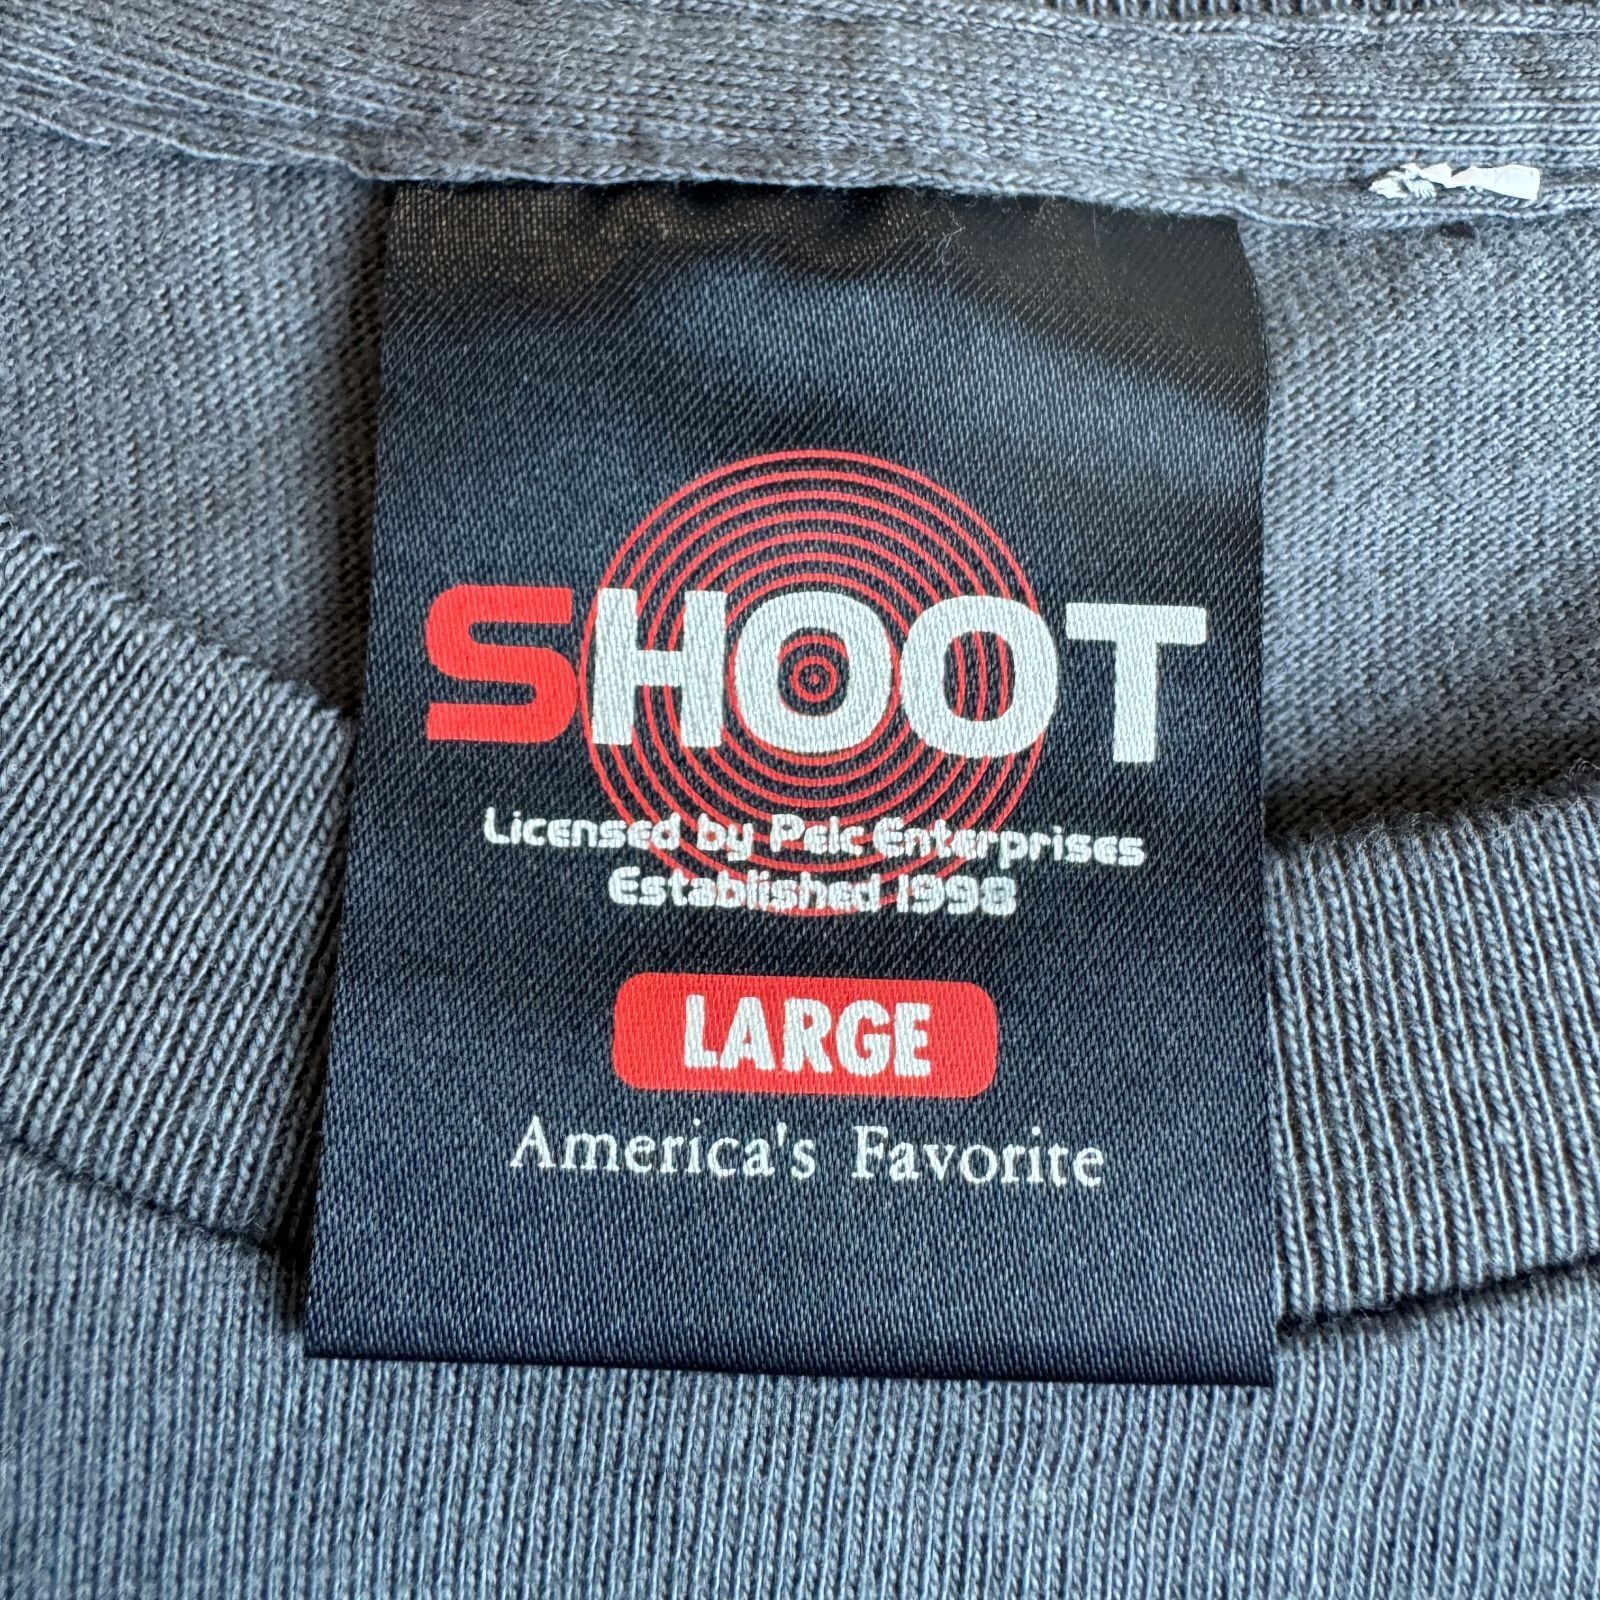 SHOOT
Licensed by Pelc Enterprises
Established 1998
LARGE
America's Favorite